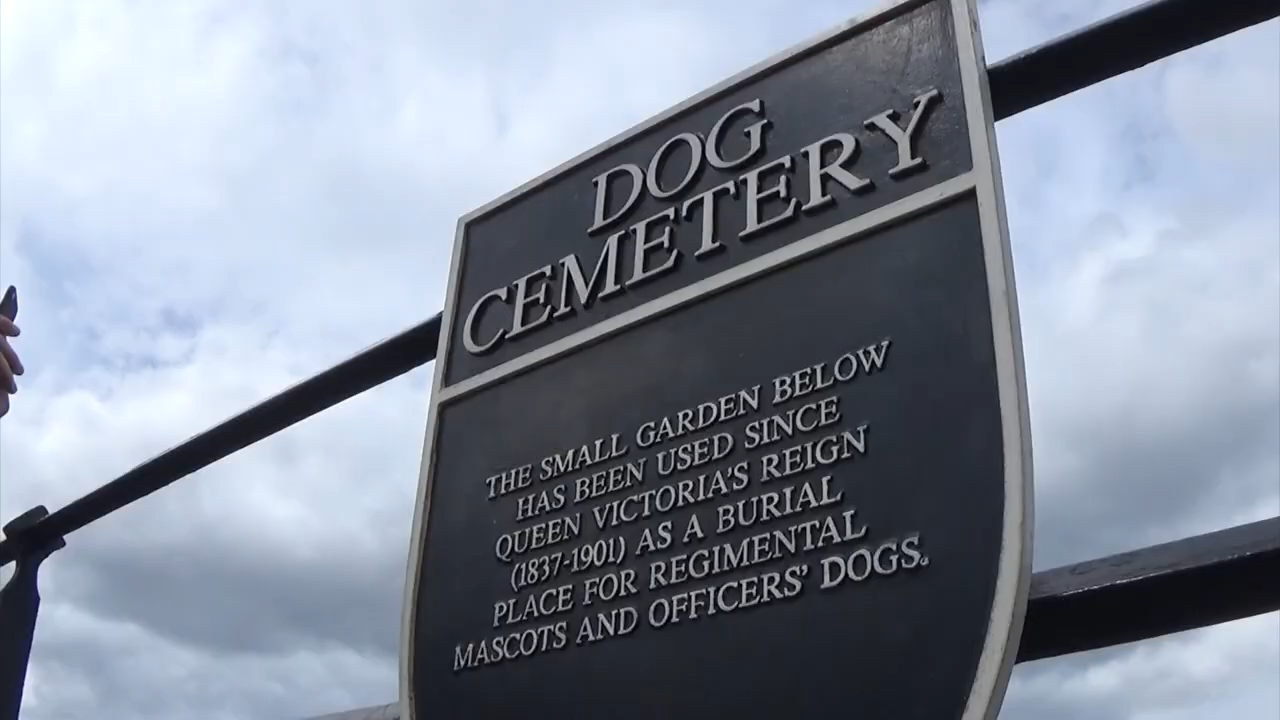 DOG
CEMETERY
THE SMALL GARDEN BELOW
HAS BEEN USED SINCE
QUEEN VICTORIA'S REIGN
(1837-1901) AS A BURIAL
PLACE FOR REGIMENTAL
MASCOTS AND OFFICERS' DOGS.